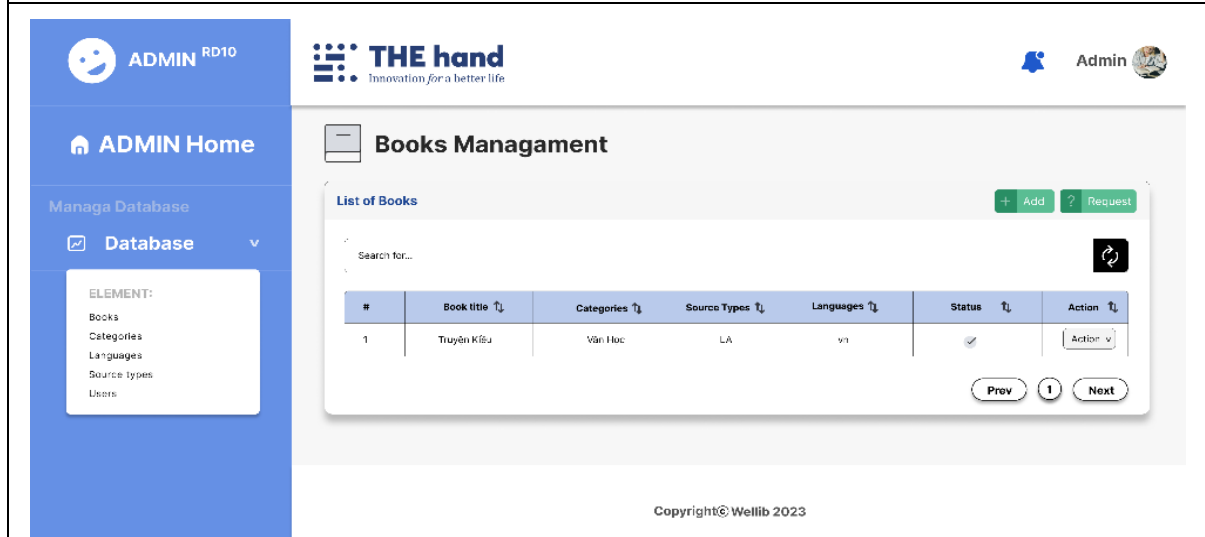 ADMIN RD10
THE hand
Innovation for a better life
Admin
ADMIN Home
Books Managament
Managa Database
Database v
List of Books
+ Add
? Request
Search for...
ELEMENT:
Books
Categories
Languages
Source types
Users
# Book title Categories Source Types Languages Status Action
1 Truyện Kiều Văn Học LA vn Action v
Prev 1 Next
Copyright© Wellib 2023